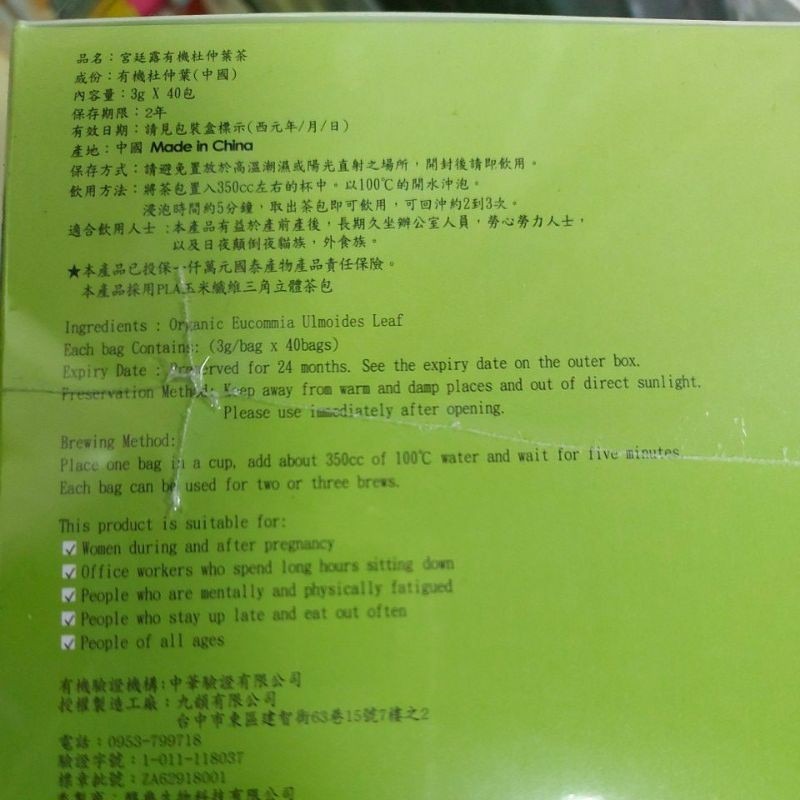 品名：宮廷露有機杜仲葉茶
成份：有機杜仲葉(中國)
內容量：3g X 40包
保存期限：2年
有效日期：請見包裝盒標示(西元年/月/日)
產地：中國 Made in China
保存方式：請避免置放於高溫潮濕或陽光直射之場所，開封後請即飲用。
飲用方法：將茶包置入350cc左右的杯中。以100℃的開水沖泡。
浸泡時間約5分鐘，取出茶包即可飲用，可回沖約2到3次。
適合飲用人士：本產品有益於產前產後，長期久坐辦公室人員，勞心勞力人士，
以及日夜顛倒夜貓族，外食族。
★本產品已投保一仟萬元國泰產物產品責任保險。
本產品採用PLA玉米纖維三角立體茶包
Ingredients : Organic Eucommia Ulmoides Leaf
Each bag Contains: (3g/bag x 40bags)
Expiry Date : Preserved for 24 months. See the expiry date on the outer box.
Preservation Method: Keep away from warm and damp places and out of direct sunlight.
Please use immediately after opening.
Brewing Method:
Place one bag in a cup, add about 350cc of 100℃ water and wait for five minutes.
Each bag can be used for two or three brews.
This product is suitable for:
Women during and after pregnancy
Office workers who spend long hours sitting down
People who are mentally and physically fatigued
People who stay up late and eat out often
People of all ages
有機驗證機構：中華驗證有限公司
授權製造工廠：九韻有限公司
台中市東區建智街63巷15號7樓之2
電話：0953-799718
驗證字號：1-011-118037
標章批號：ZA62918001
生物科技有限公司